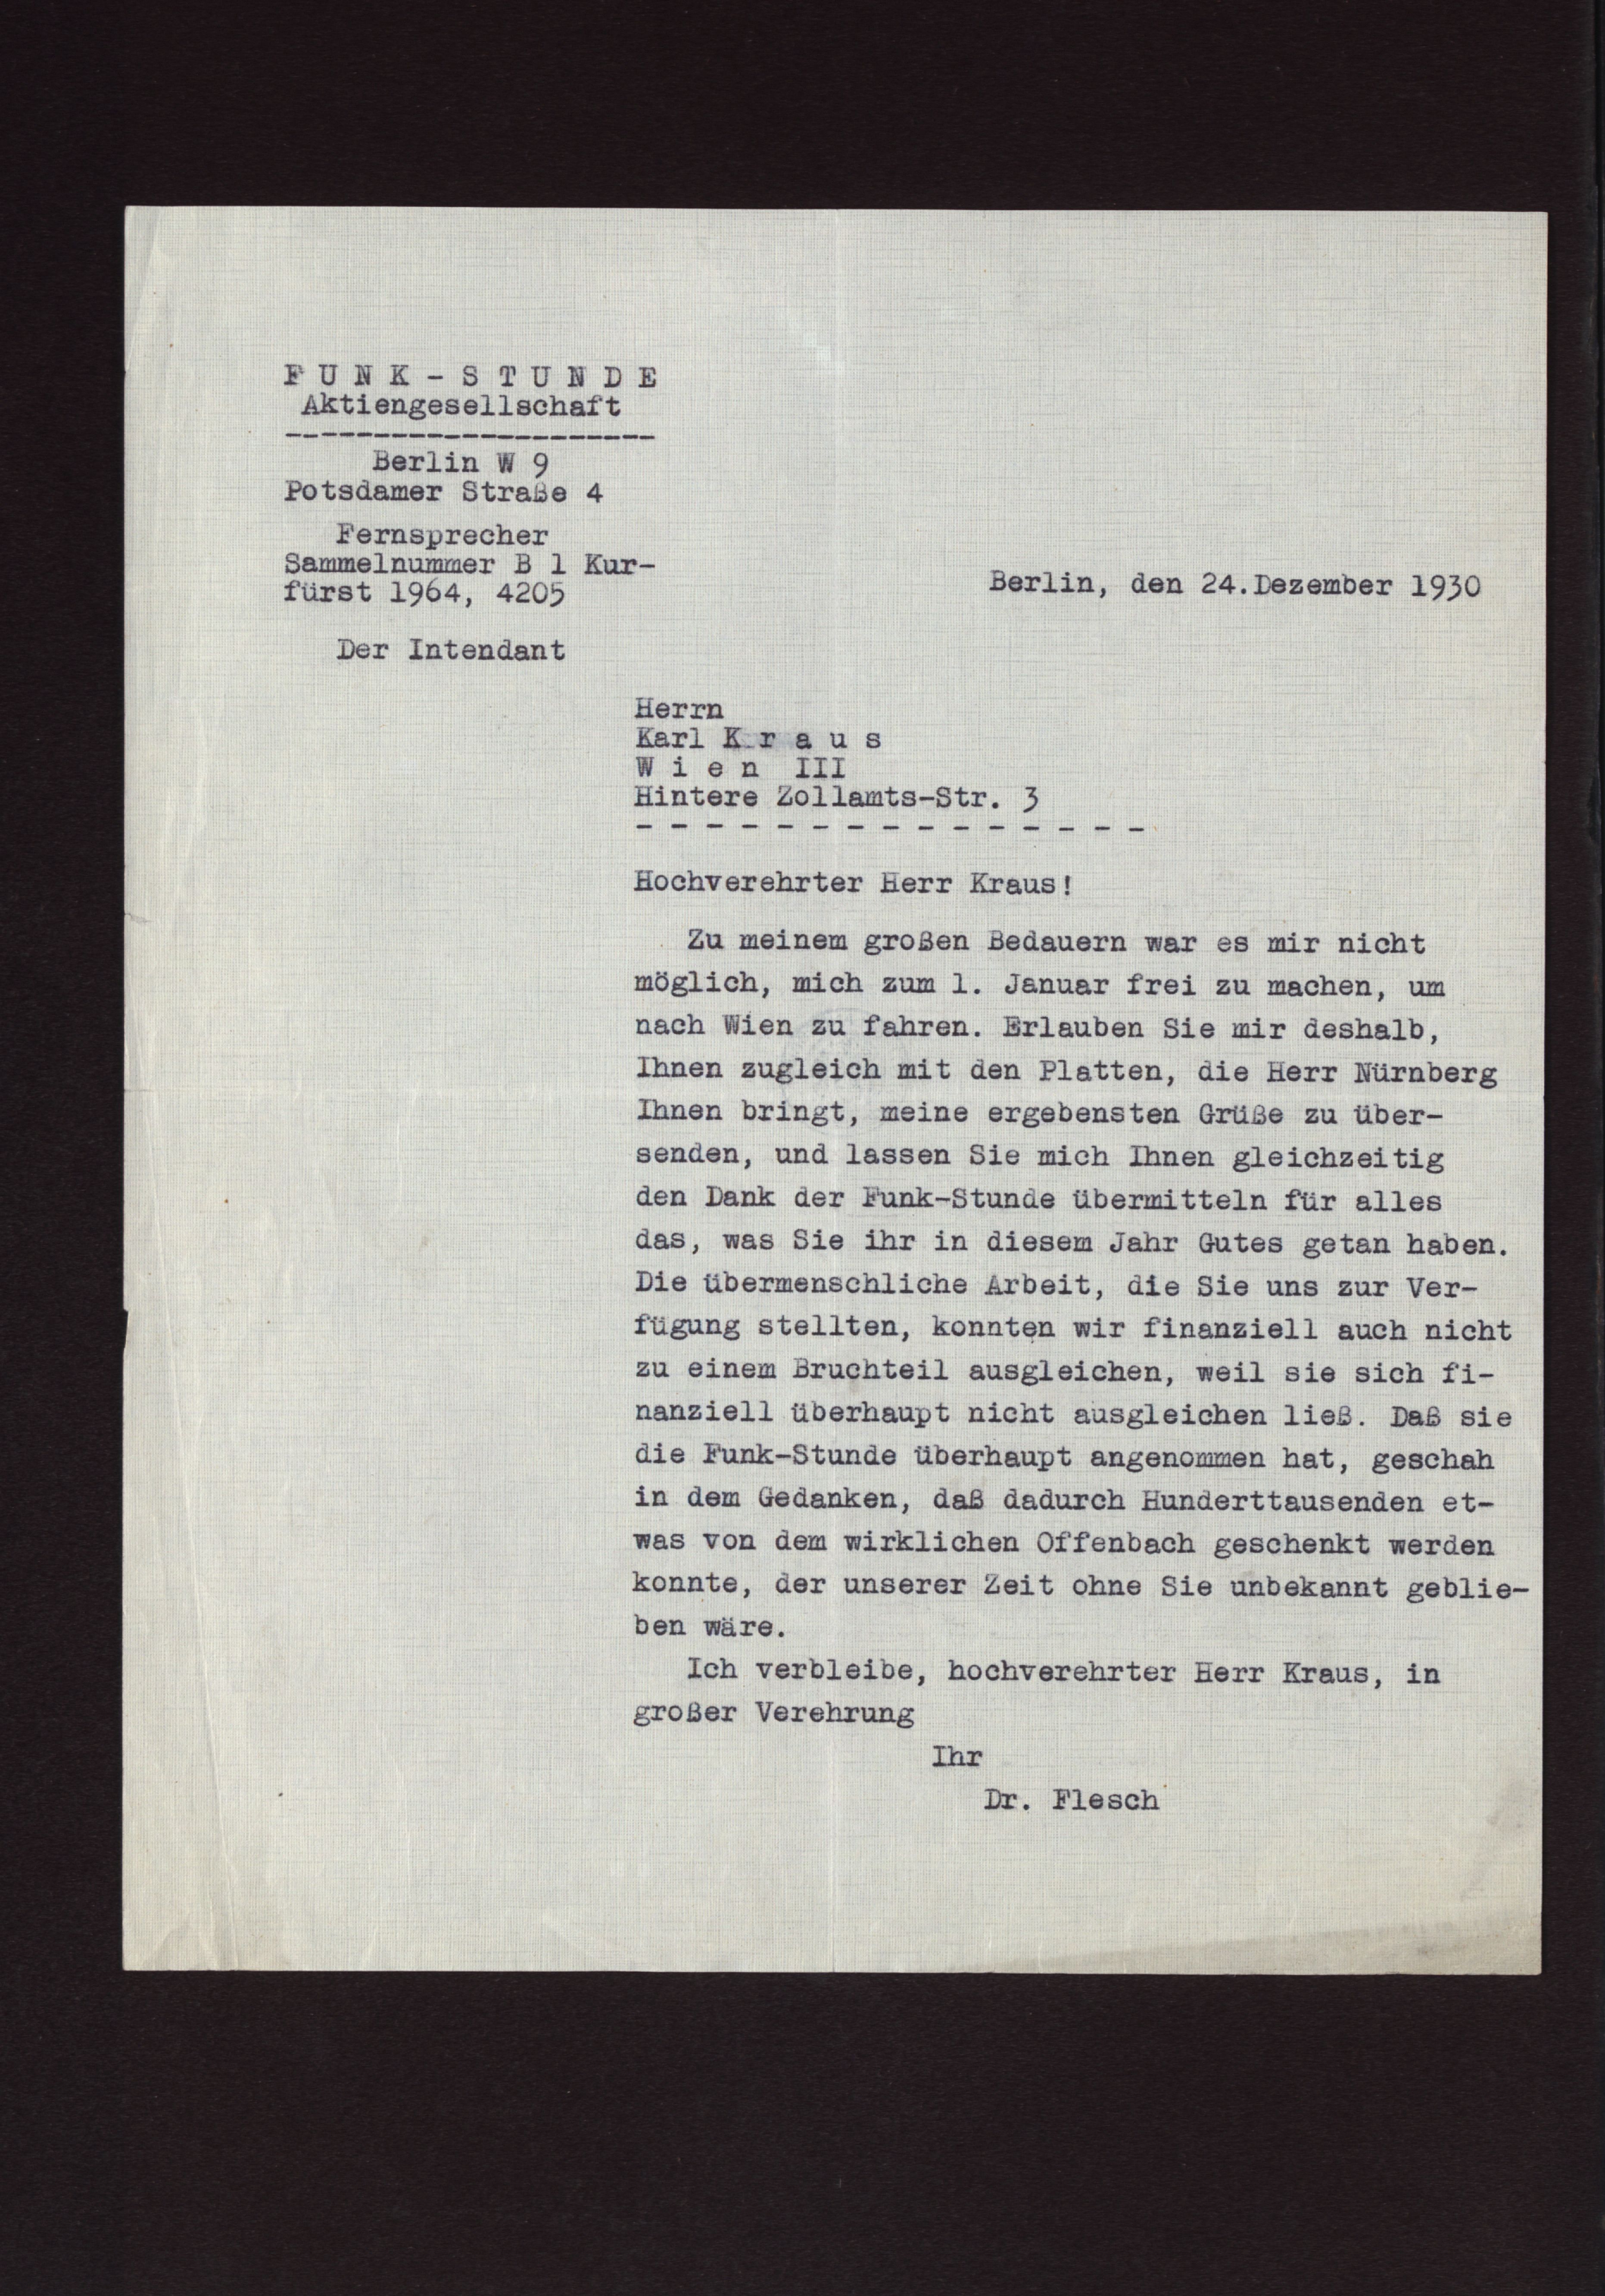 FUNK-STUNDE
Aktiengesellschaft
---------------------
Berlin W 9
Potsdamer Straße 4
Fernsprecher
Sammelnummer B 1 Kur-
fürst 1964, 4205
Berlin, den 24.Dezember 1930
Der Intendant
Herrn
Karl Kraus
Wien III
Hintere Zollamts-Str. 3
- - - - - - - - - - - - - - -
Hochverehrter Herr Kraus!
Zu meinem großen Bedauern war es mir nicht
möglich, mich zum 1. Januar frei zu machen, um
nach Wien zu fahren. Erlauben Sie mir deshalb,
Ihnen zugleich mit den Platten, die Herr Nürnberg
Ihnen bringt, meine ergebensten Grüße zu über-
senden, und lassen Sie mich Ihnen gleichzeitig
den Dank der Funk-Stunde übermitteln für alles
das, was Sie ihr in diesem Jahr Gutes getan haben.
Die übermenschliche Arbeit, die Sie uns zur Ver-
fügung stellten, konnten wir finanziell auch nicht
zu einem Bruchteil ausgleichen, weil sie sich fi-
nanziell überhaupt nicht ausgleichen ließ. Daß sie
die Funk-Stunde überhaupt angenommen hat, geschah
in dem Gedanken, daß dadurch Hunderttausenden et-
was von dem wirklichen Offenbach geschenkt werden
konnte, der unserer Zeit ohne Sie unbekannt geblie-
ben wäre.
Ich verbleibe, hochverehrter Herr Kraus, in
großer Verehrung
Ihr
Dr. Flesch